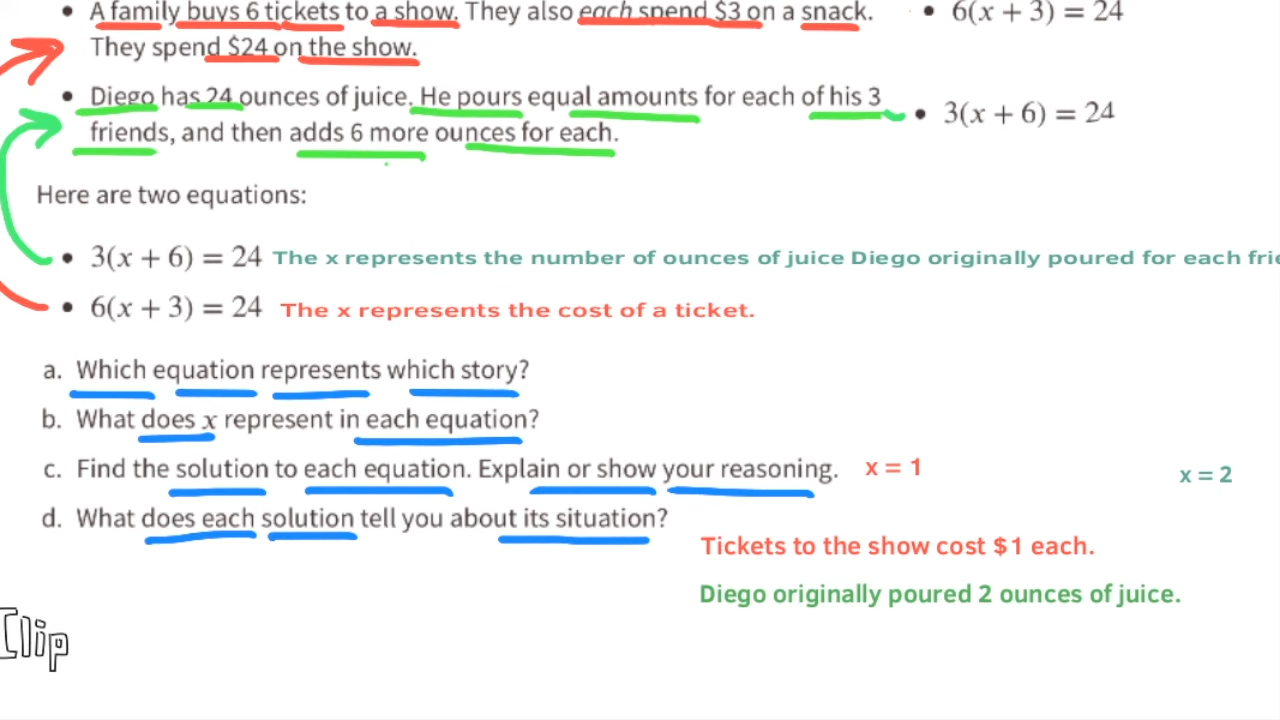 • A family buys 6 tickets to a show. They also each spend $3 on a snack.
• 6(x + 3) = 24
They spend $24 on the show.
• Diego has 24 ounces of juice. He pours equal amounts for each of his 3
• 3(x + 6) = 24
friends, and then adds 6 more ounces for each.
Here are two equations:
• 3(x + 6) = 24 The x represents the number of ounces of juice Diego originally poured for each
• 6(x + 3) = 24 The x represents the cost of a ticket.
a. Which equation represents which story?
b. What does x represent in each equation?
c. Find the solution to each equation. Explain or show your reasoning. x = 1 x = 2
d. What does each solution tell you about its situation?
Tickets to the show cost $1 each.
Diego originally poured 2 ounces of juice.
Clip